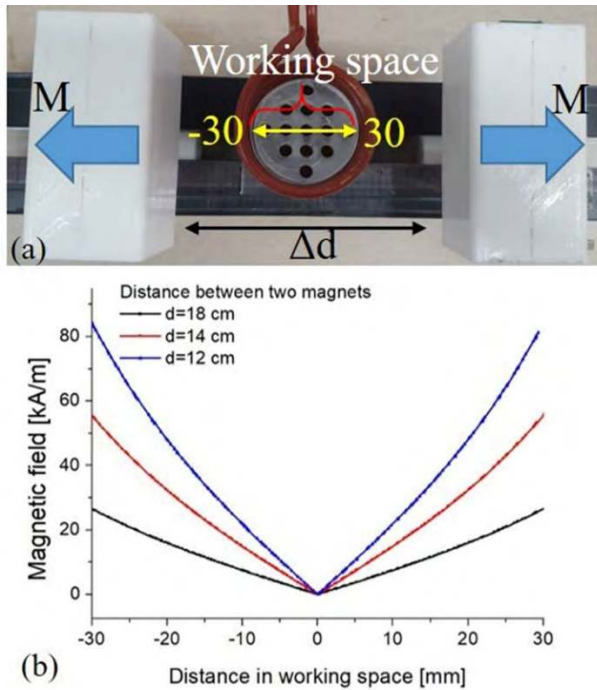 Working space
M
M
-30
30
(a)
Δd
Distance between two magnets
d=18 cm
d=14 cm
d=12 cm
80
60
40
20
0
Magnetic field [kA/m]
-30
-20
-10
0
10
20
30
(b)
Distance in working space [mm]